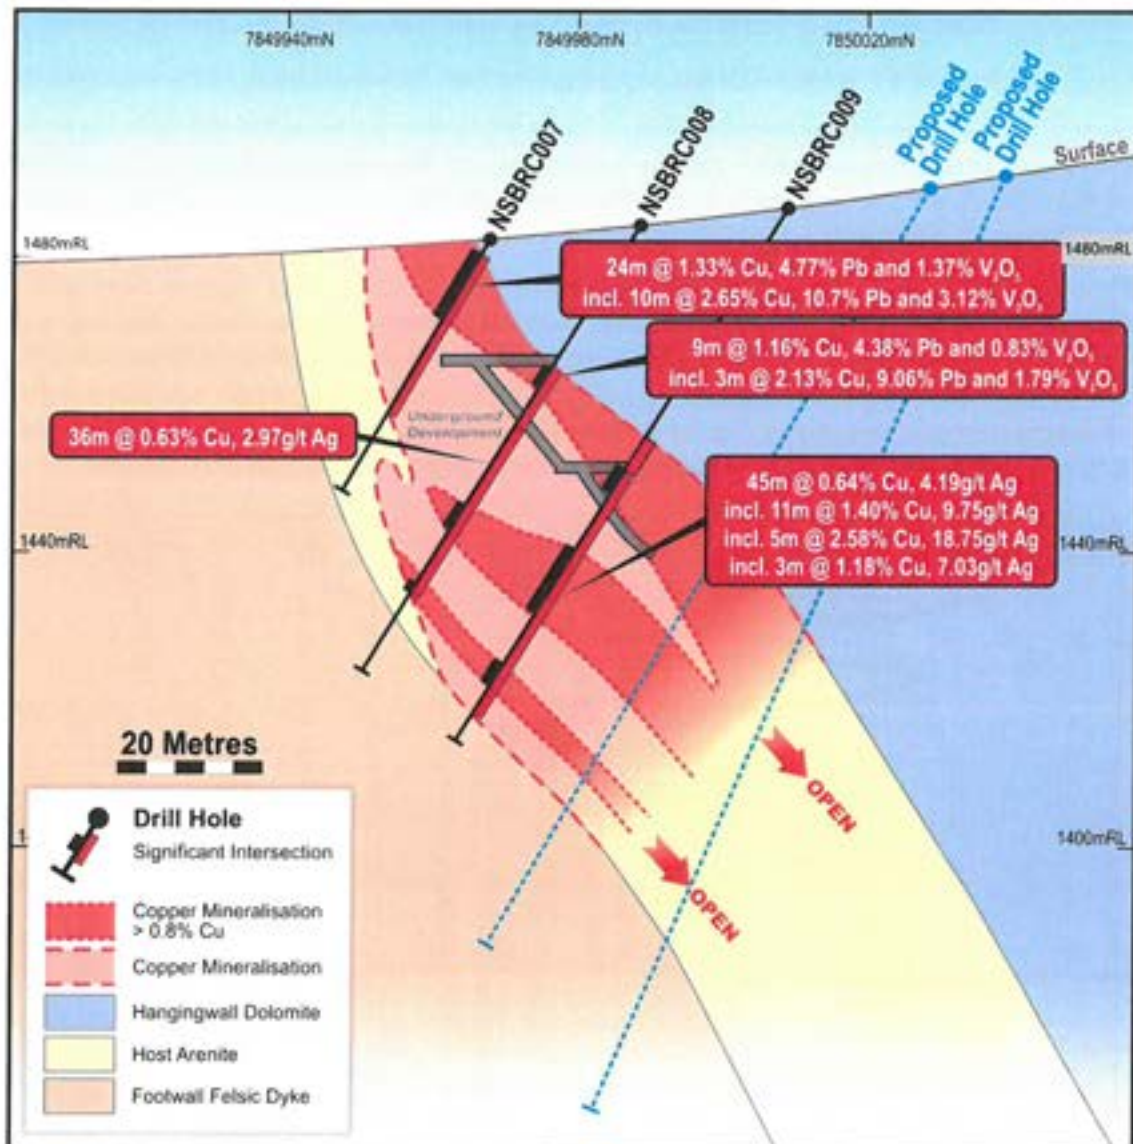 7849940mN
7849980mN
7850020mN
NSBRC007
NSBRC008
NSBRC009
Proposed
Drill Hole
Proposed
Drill Hole
Surface
1480mRL
1480mRL
24m @ 1.33% Cu, 4.77% Pb and 1.37% V₂O₅
incl. 10m @ 2.65% Cu, 10.7% Pb and 3.12% V₂O₅
9m @ 1.16% Cu, 4.38% Pb and 0.83% V₂O₅
incl. 3m @ 2.13% Cu, 9.06% Pb and 1.79% V₂O₅
Underground
Development
36m @ 0.63% Cu, 2.97g/t Ag
45m @ 0.64% Cu, 4.19g/t Ag
incl. 11m @ 1.40% Cu, 9.75g/t Ag
incl. 5m @ 2.58% Cu, 18.75g/t Ag
incl. 3m @ 1.18% Cu, 7.03g/t Ag
1440mRL
1440mRL
20 Metres
OPEN
OPEN
1400mRL
Drill Hole
Significant Intersection
Copper Mineralisation
> 0.8% Cu
Copper Mineralisation
Hangingwall Dolomite
Host Arenite
Footwall Felsic Dyke